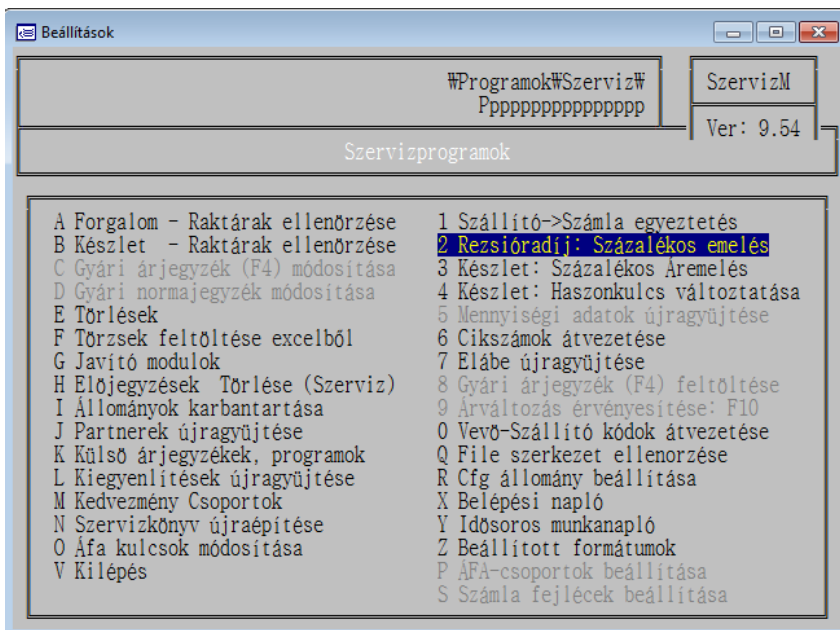 Beállítások
₩Programok₩Szerviz₩
Pppppppppppppppp
SzervizM
Ver: 9.54
Szervizprogramok
A Forgalom - Raktárak ellenőrzése
B Készlet - Raktárak ellenőrzése
C Gyári árjegyzék (F4) módosítása
D Gyári normajegyzék módosítása
E Törlések
F Törzsek feltöltése excelből
G Javító modulok
H Előjegyzések Törlése (Szerviz)
I Állományok karbantartása
J Partnerek újragyüjtése
K Külső árjegyzékek, programok
L Kiegyenlítések újragyüjtése
M Kedvezmény Csoportok
N Szervizkönyv újraépítése
O Áfa kulcsok módosítása
V Kilépés
1 Szállító->Számla egyeztetés
2 Rezsióradíj: Százalékos emelés
3 Készlet: Százalékos Áremelés
4 Készlet: Haszonkulcs változtatása
5 Mennyiségi adatok újragyüjtése
6 Cikszámok átvezetése
7 Elábe újragyüjtése
8 Gyári árjegyzék (F4) feltöltése
9 Árváltozás érvényesítése: F10
0 Vevő-Szállító kódok átvezetése
Q File szerkezet ellenorzése
R Cfg állomány beállítása
X Belépési napló
Y Idősoros munkanapló
Z Beállított formátumok
P ÁFA-csoportok beállítása
S Számla fejlécek beállítása